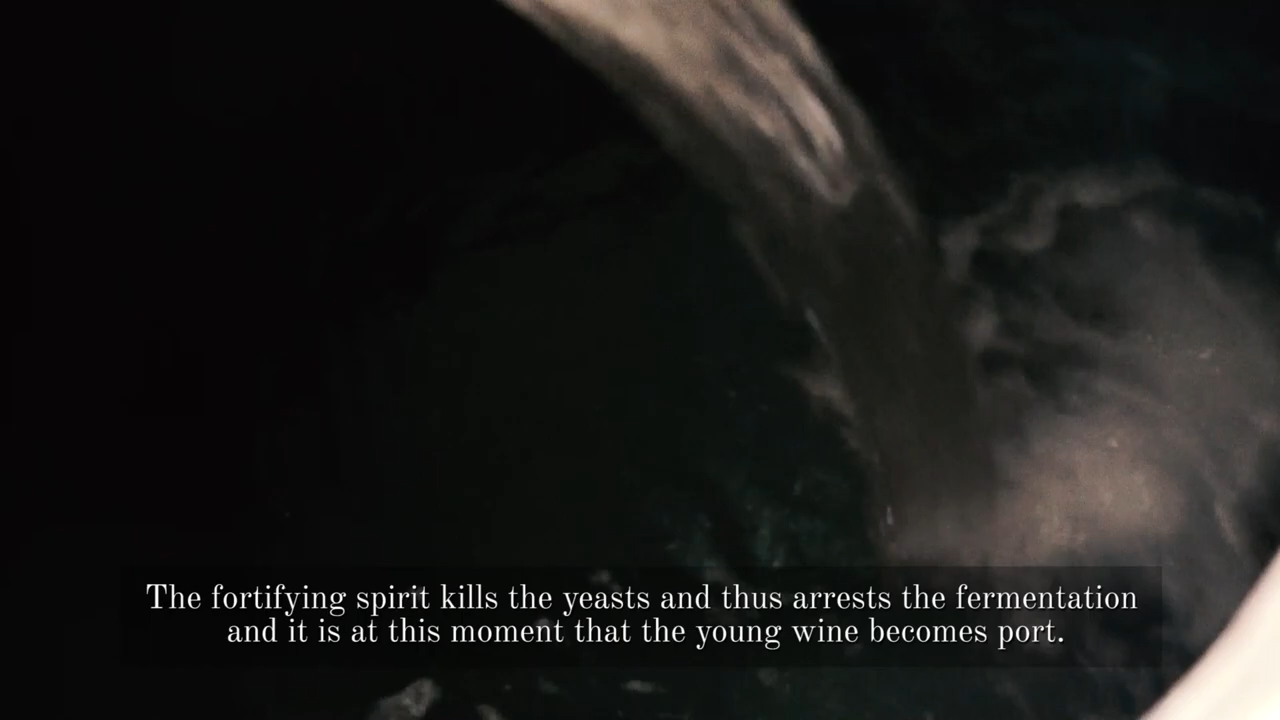 The fortifying spirit kills the yeasts and thus arrests the fermentation
and it is at this moment that the young wine becomes port.